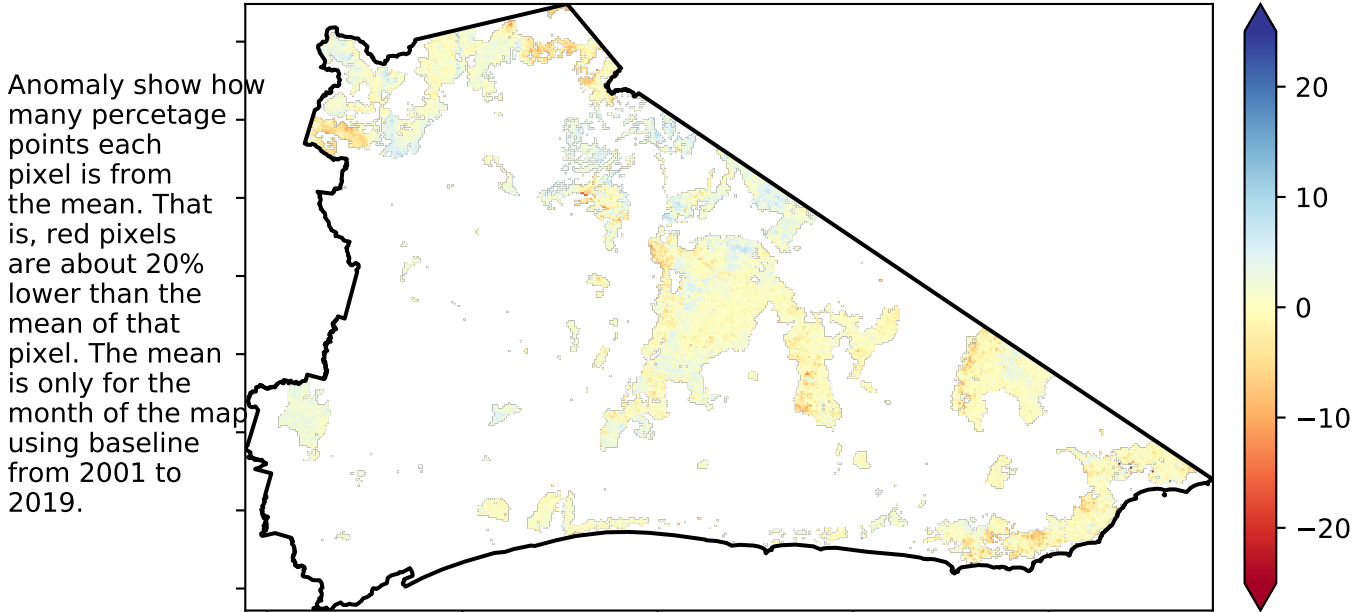 Anomaly show how
many percetage
points each
pixel is from
the mean. That
is, red pixels
are about 20%
lower than the
mean of that
pixel. The mean
is only for the
month of the map
using baseline
from 2001 to
2019.
20
10
0
−10
−20